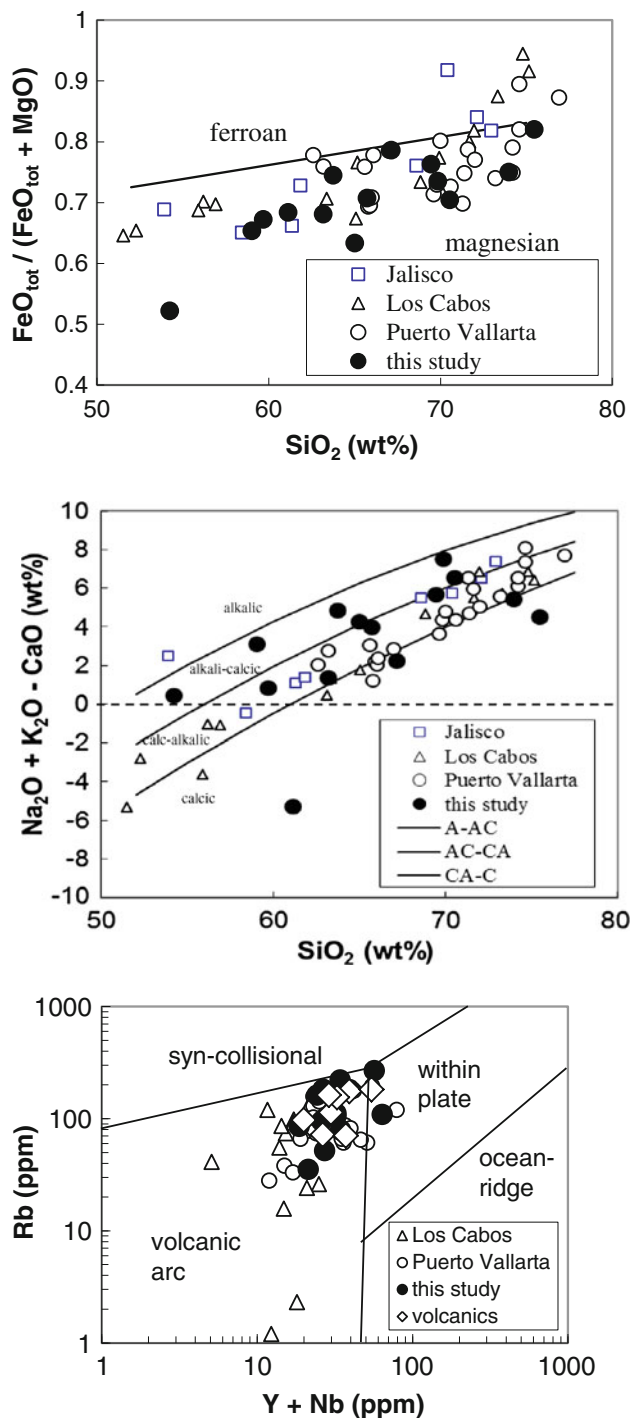 FeO_tot / (FeO_tot + MgO)
1
0.9
0.8
0.7
0.6
0.5
0.4
ferroan
magnesian
Jalisco
Los Cabos
Puerto Vallarta
this study
50 60 70 80
SiO₂ (wt%)
Na₂O + K₂O - CaO (wt%)
10
8
6
4
2
0
-2
-4
-6
-8
-10
alkalic
alkali-calcic
calc-alkalic
calcic
Jalisco
Los Cabos
Puerto Vallarta
this study
A-AC
AC-CA
CA-C
50 60 70 80
SiO₂ (wt%)
Rb (ppm)
1000
100
10
1
syn-collisional
within
plate
ocean-
ridge
volcanic
arc
Los Cabos
Puerto Vallarta
this study
volcanics
1 10 100 1000
Y + Nb (ppm)